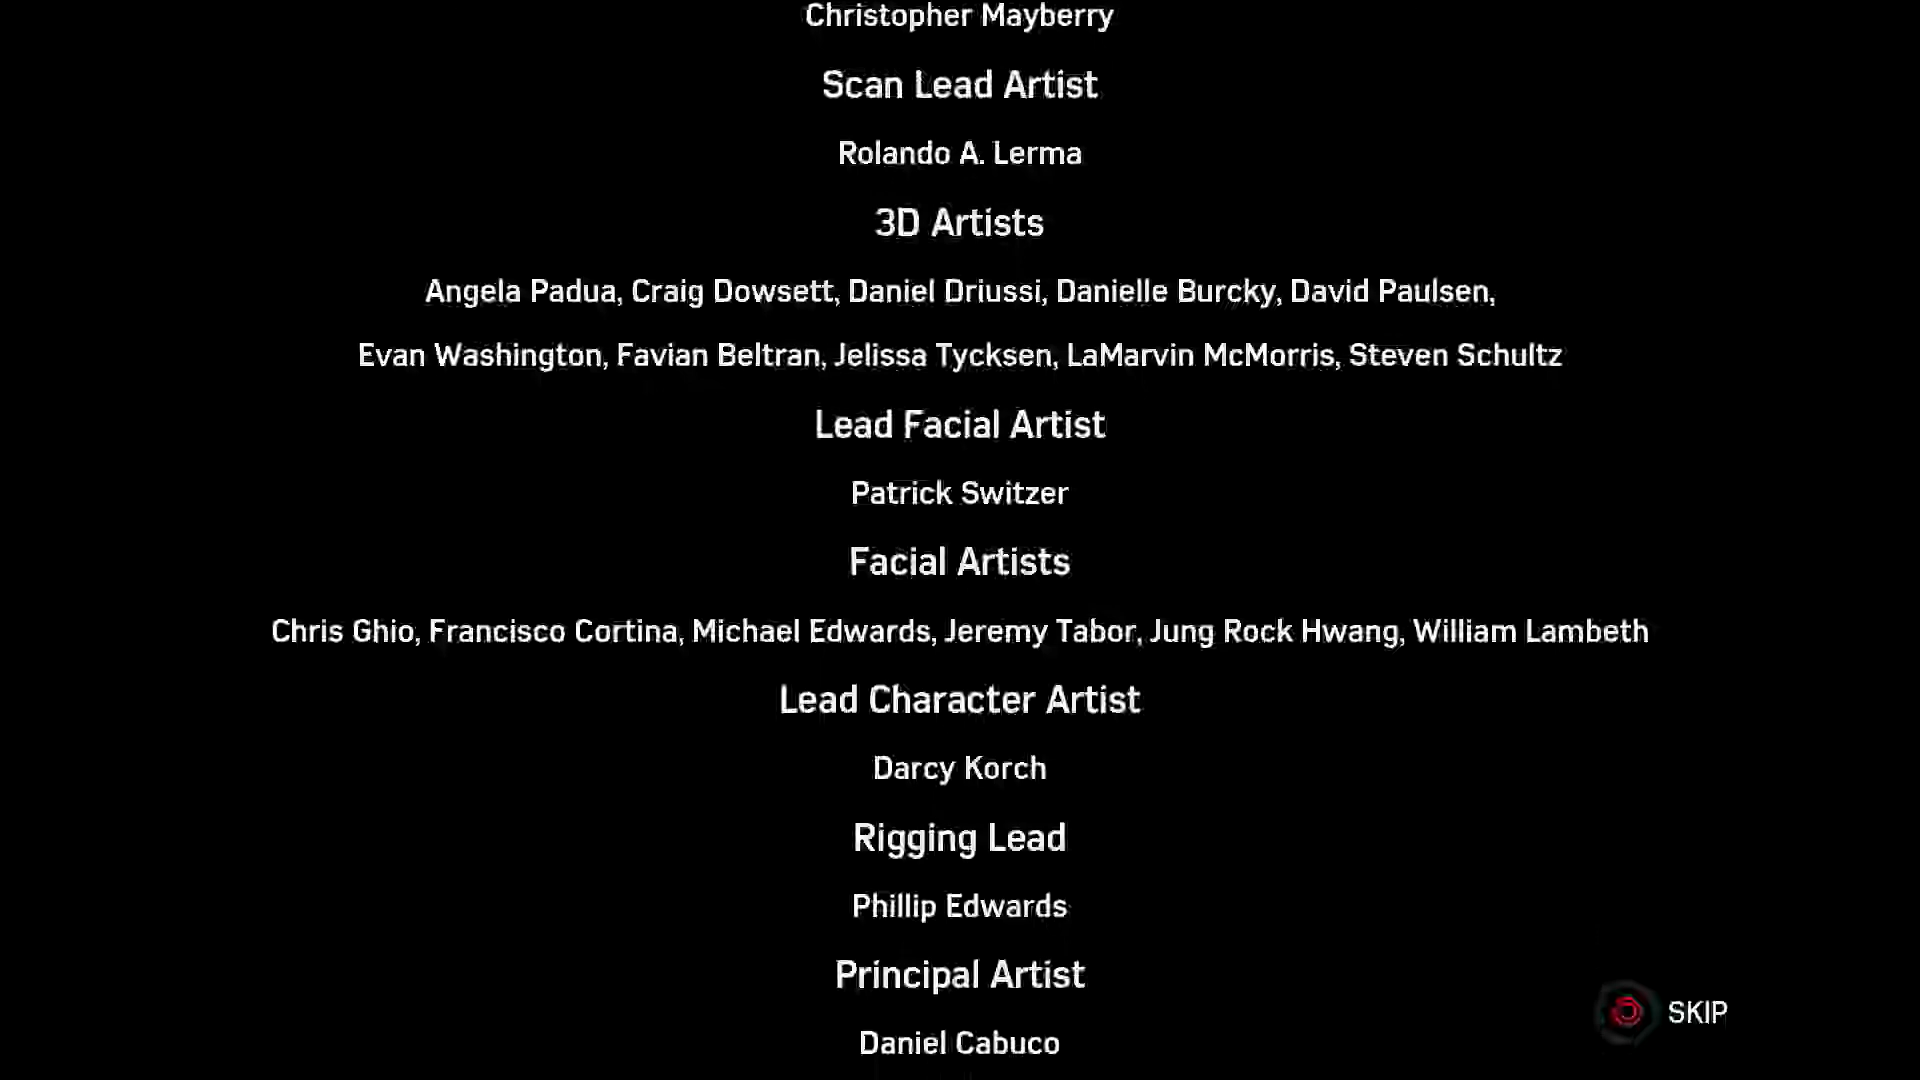 Christopher Mayberry
Scan Lead Artist
Rolando A. Lerma
3D Artists
Angela Padua, Craig Dowsett, Daniel Driussi, Danielle Burcky, David Paulsen,
Evan Washington, Favian Beltran, Jelissa Tycksen, LaMarvin McMorris, Steven Schultz
Lead Facial Artist
Patrick Switzer
Facial Artists
Chris Ghio, Francisco Cortina, Michael Edwards, Jeremy Tabor, Jung Rock Hwang, William Lambeth
Lead Character Artist
Darcy Korch
Rigging Lead
Phillip Edwards
Principal Artist
SKIP
Daniel Cabuco